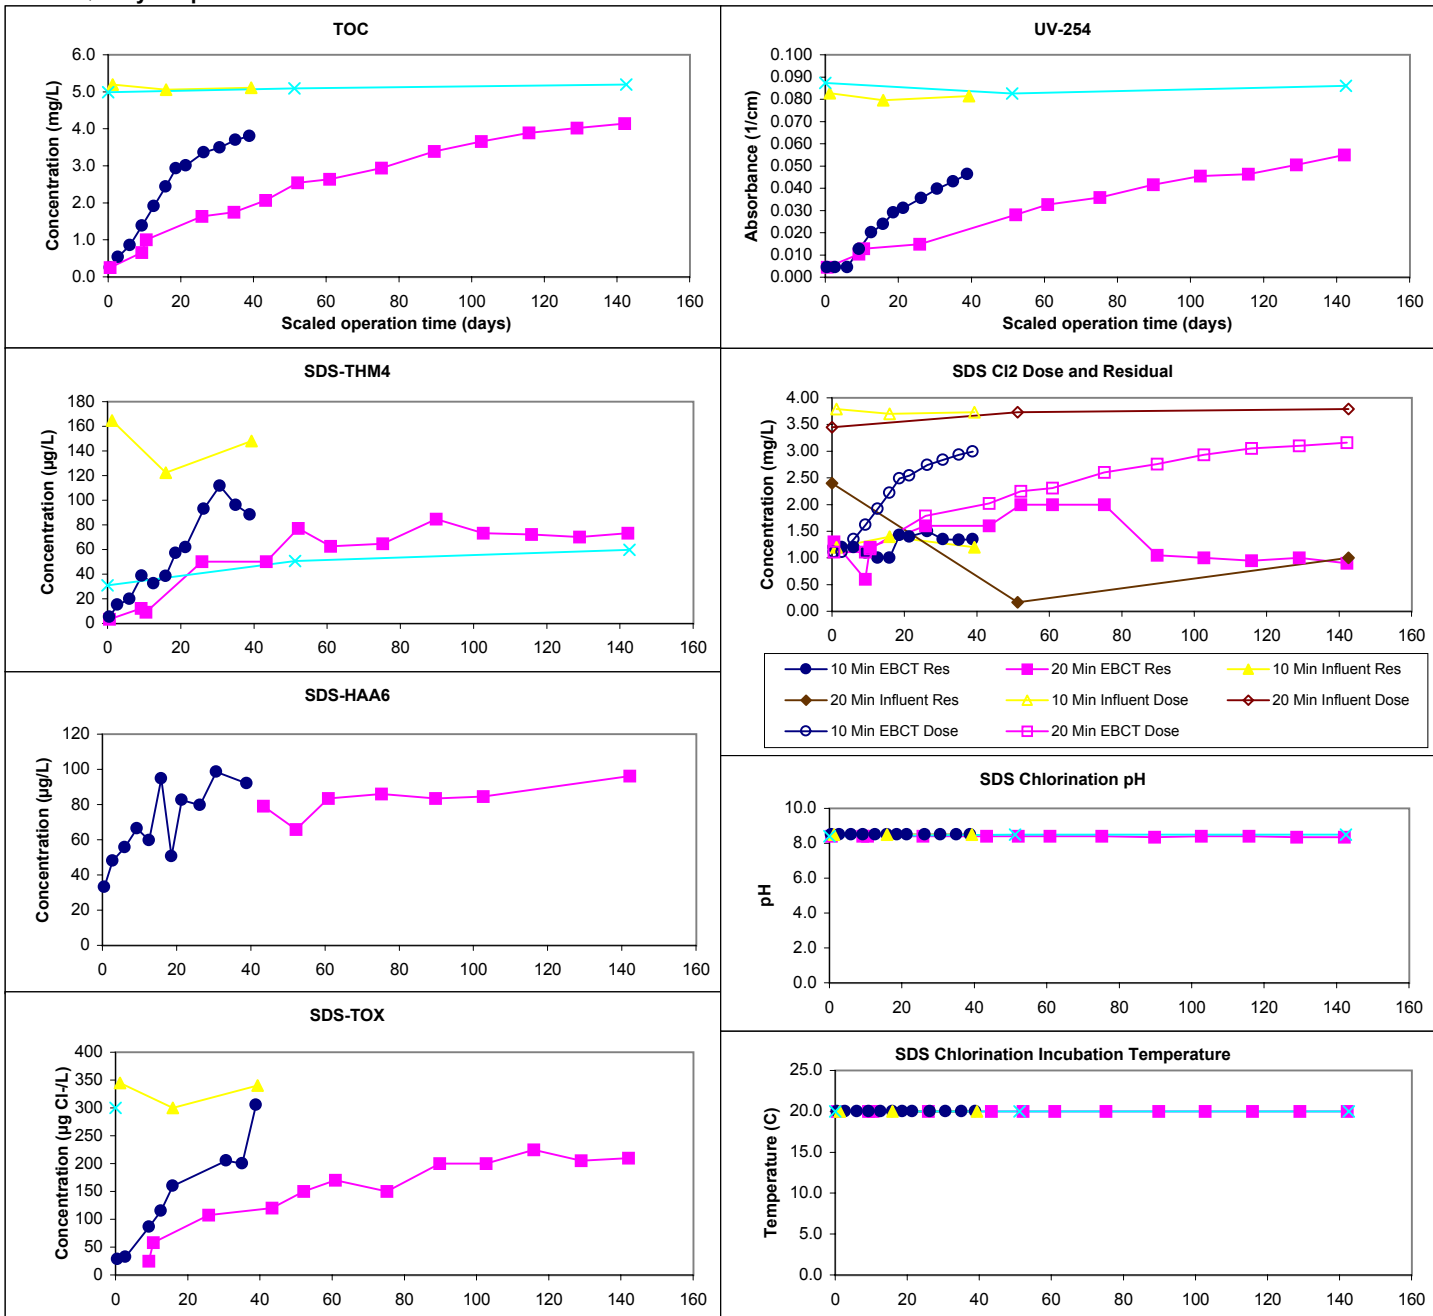 TOC
Concentration (mg/L)
6.0
5.0
4.0
3.0
2.0
1.0
0.0
0 20 40 60 80 100 120 140 160
Scaled operation time (days)
UV-254
Absorbance (1/cm)
0.100
0.090
0.080
0.070
0.060
0.050
0.040
0.030
0.020
0.010
0.000
0 20 40 60 80 100 120 140 160
Scaled operation time (days)
SDS-THM4
Concentration (µg/L)
180
160
140
120
100
80
60
40
20
0
0 20 40 60 80 100 120 140 160
SDS Cl2 Dose and Residual
Concentration (mg/L)
4.00
3.50
3.00
2.50
2.00
1.50
1.00
0.50
0.00
0 20 40 60 80 100 120 140 160
10 Min EBCT Res 20 Min EBCT Res 10 Min Influent Res
20 Min Influent Res 10 Min Influent Dose 20 Min Influent Dose
10 Min EBCT Dose 20 Min EBCT Dose
SDS-HAA6
Concentration (µg/L)
120
100
80
60
40
20
0
0 20 40 60 80 100 120 140 160
SDS Chlorination pH
pH
10.0
8.0
6.0
4.0
2.0
0.0
0 20 40 60 80 100 120 140 160
SDS-TOX
Concentration (µg Cl-/L)
400
350
300
250
200
150
100
50
0
0 20 40 60 80 100 120 140 160
SDS Chlorination Incubation Temperature
Temperature (C)
25.0
20.0
15.0
10.0
5.0
0.0
0 20 40 60 80 100 120 140 160